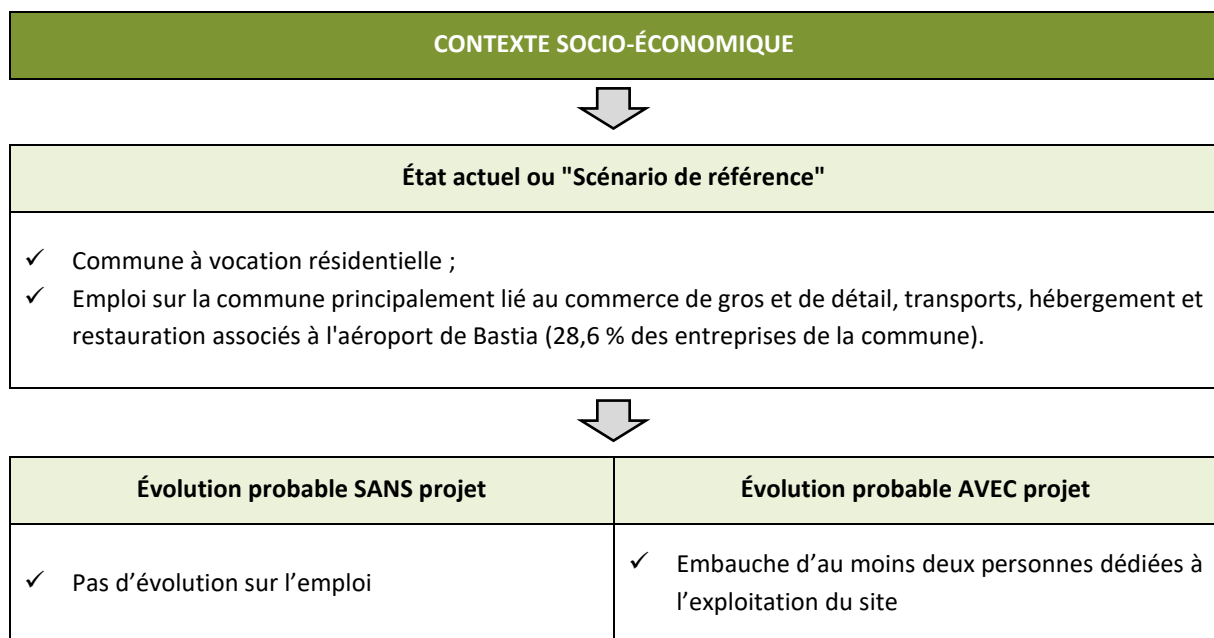 CONTEXTE SOCIO-ÉCONOMIQUE
État actuel ou "Scénario de référence"
✓ Commune à vocation résidentielle ;
✓ Emploi sur la commune principalement lié au commerce de gros et de détail, transports, hébergement et
restauration associés à l'aéroport de Bastia (28,6 % des entreprises de la commune).
Évolution probable SANS projet
Évolution probable AVEC projet
✓ Pas d’évolution sur l’emploi
✓ Embauche d’au moins deux personnes dédiées à
l’exploitation du site